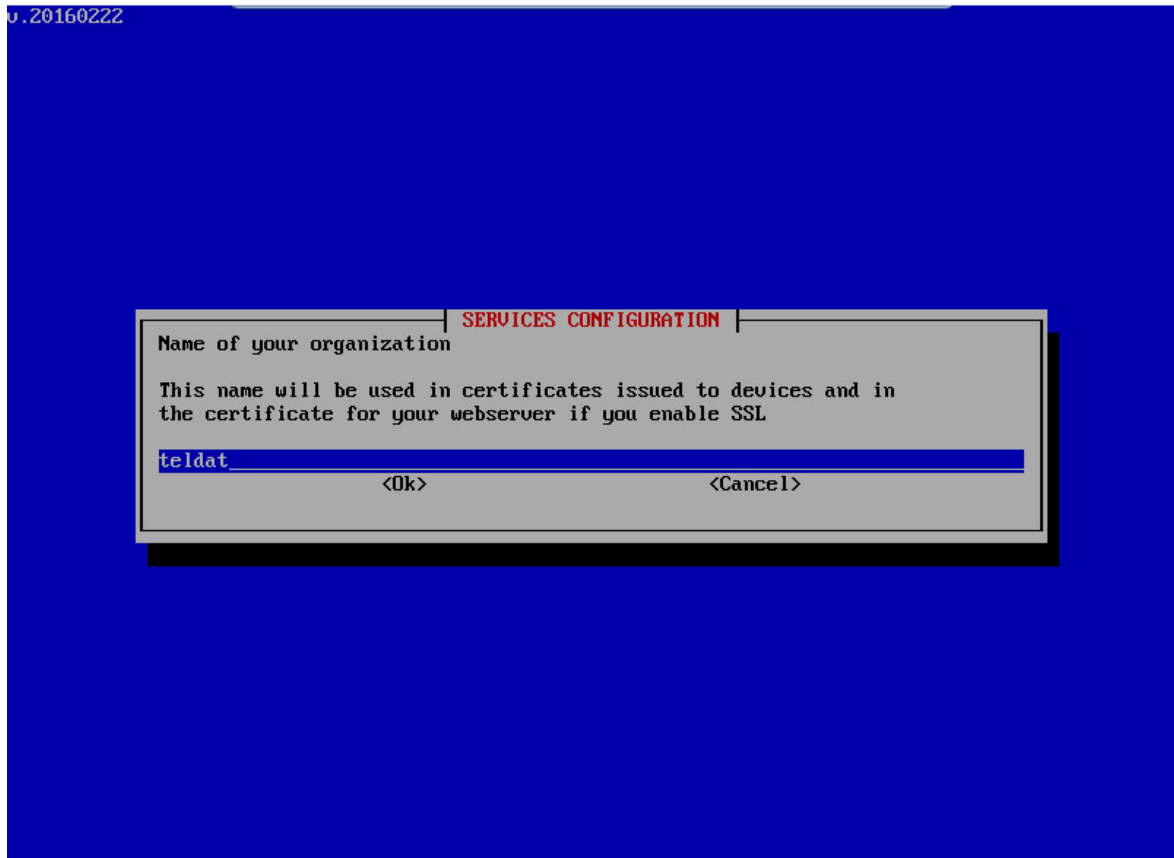 v.20160222
SERVICES CONFIGURATION
Name of your organization
This name will be used in certificates issued to devices and in
the certificate for your webserver if you enable SSL
teldat
<Ok> <Cancel>